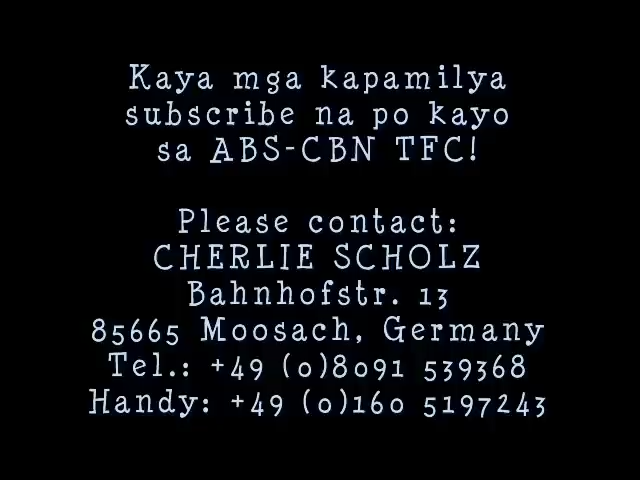 Kaya mga kapamilya
subscribe na po kayo
sa ABS-CBN TFC!
Please contact:
CHERLIE SCHOLZ
Bahnhofstr. 13
85665 Moosach, Germany
Tel.: +49 (0)8091 539368
Handy: +49 (0)160 5197243